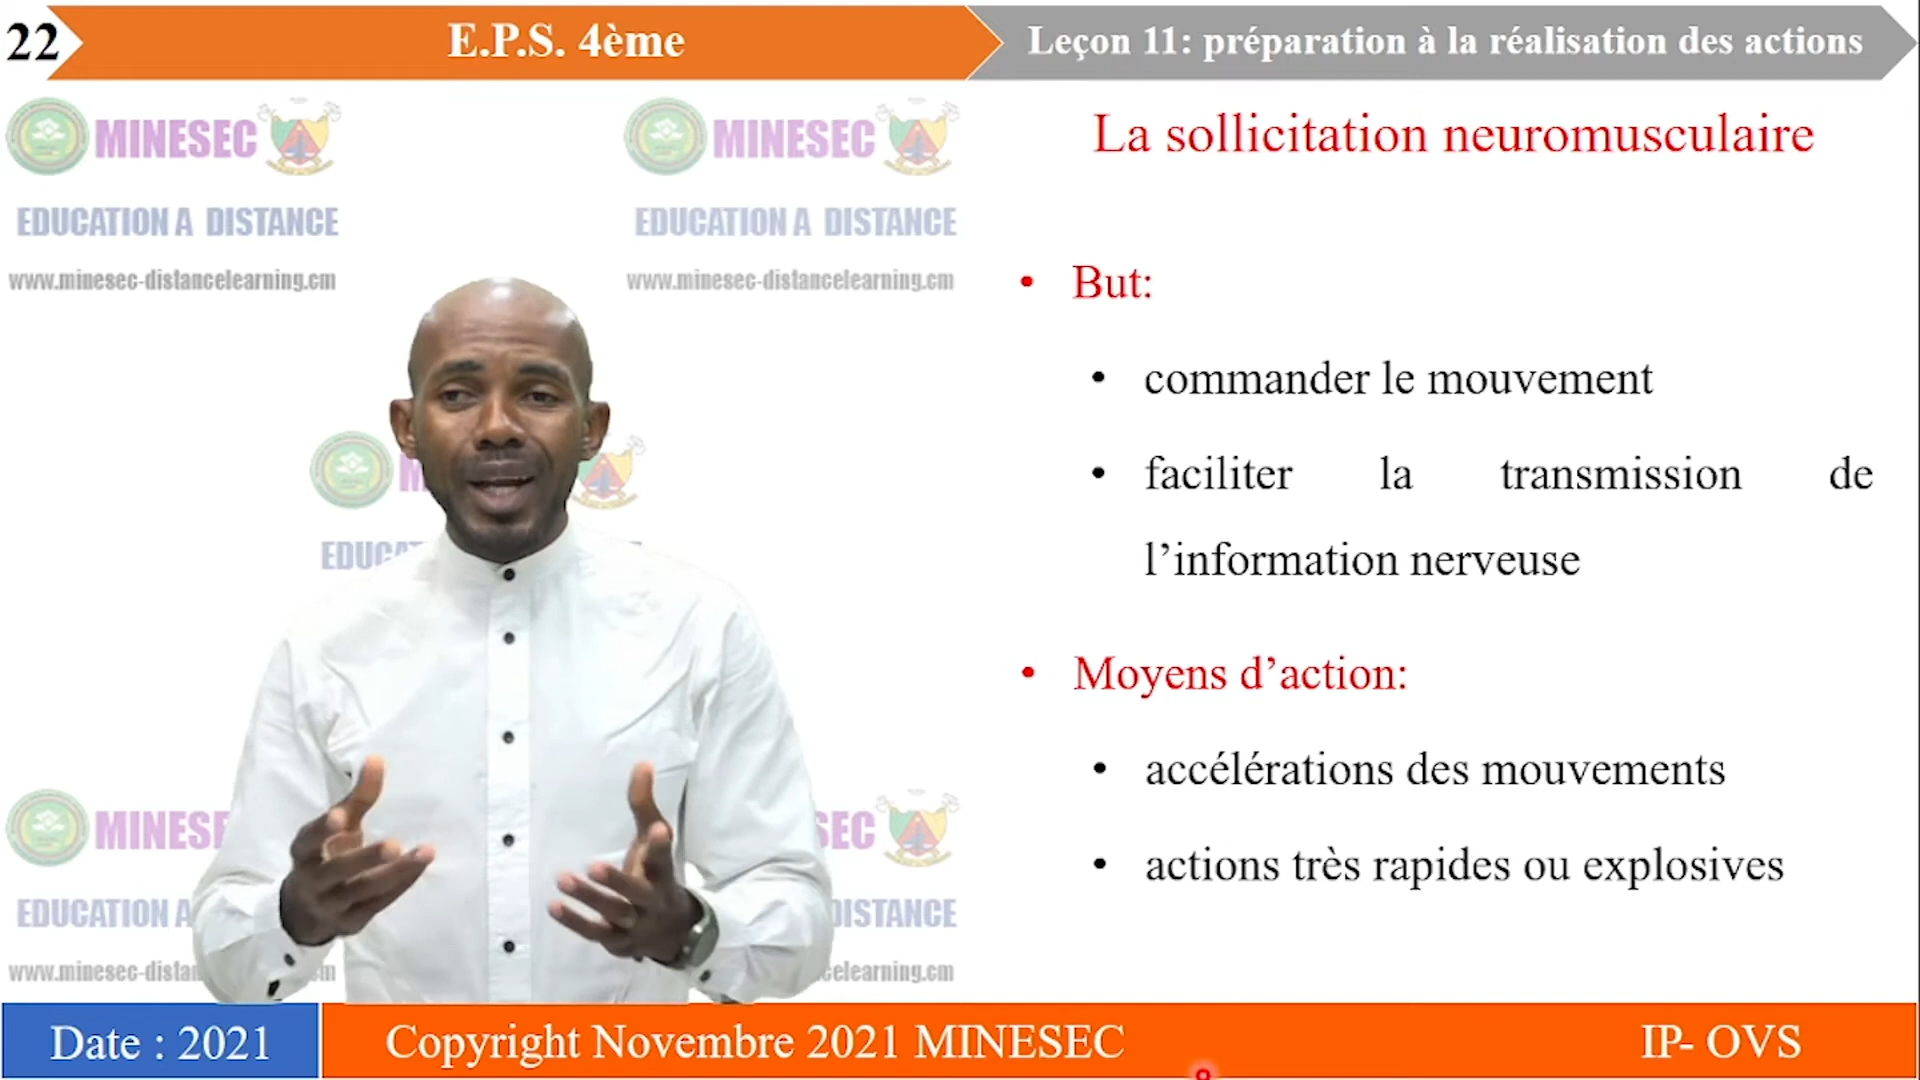 22
E.P.S. 4ème
Leçon 11: préparation à la réalisation des actions
MINESEC
EDUCATION A DISTANCE
www.minesec-distancelearning.cm
MINESEC
EDUCATION A DISTANCE
www.minesec-distancelearning.cm
La sollicitation neuromusculaire
• But:
• commander le mouvement
• faciliter la transmission de
l’information nerveuse
• Moyens d’action:
• accélérations des mouvements
• actions très rapides ou explosives
Date : 2021
Copyright Novembre 2021 MINESEC
IP- OVS